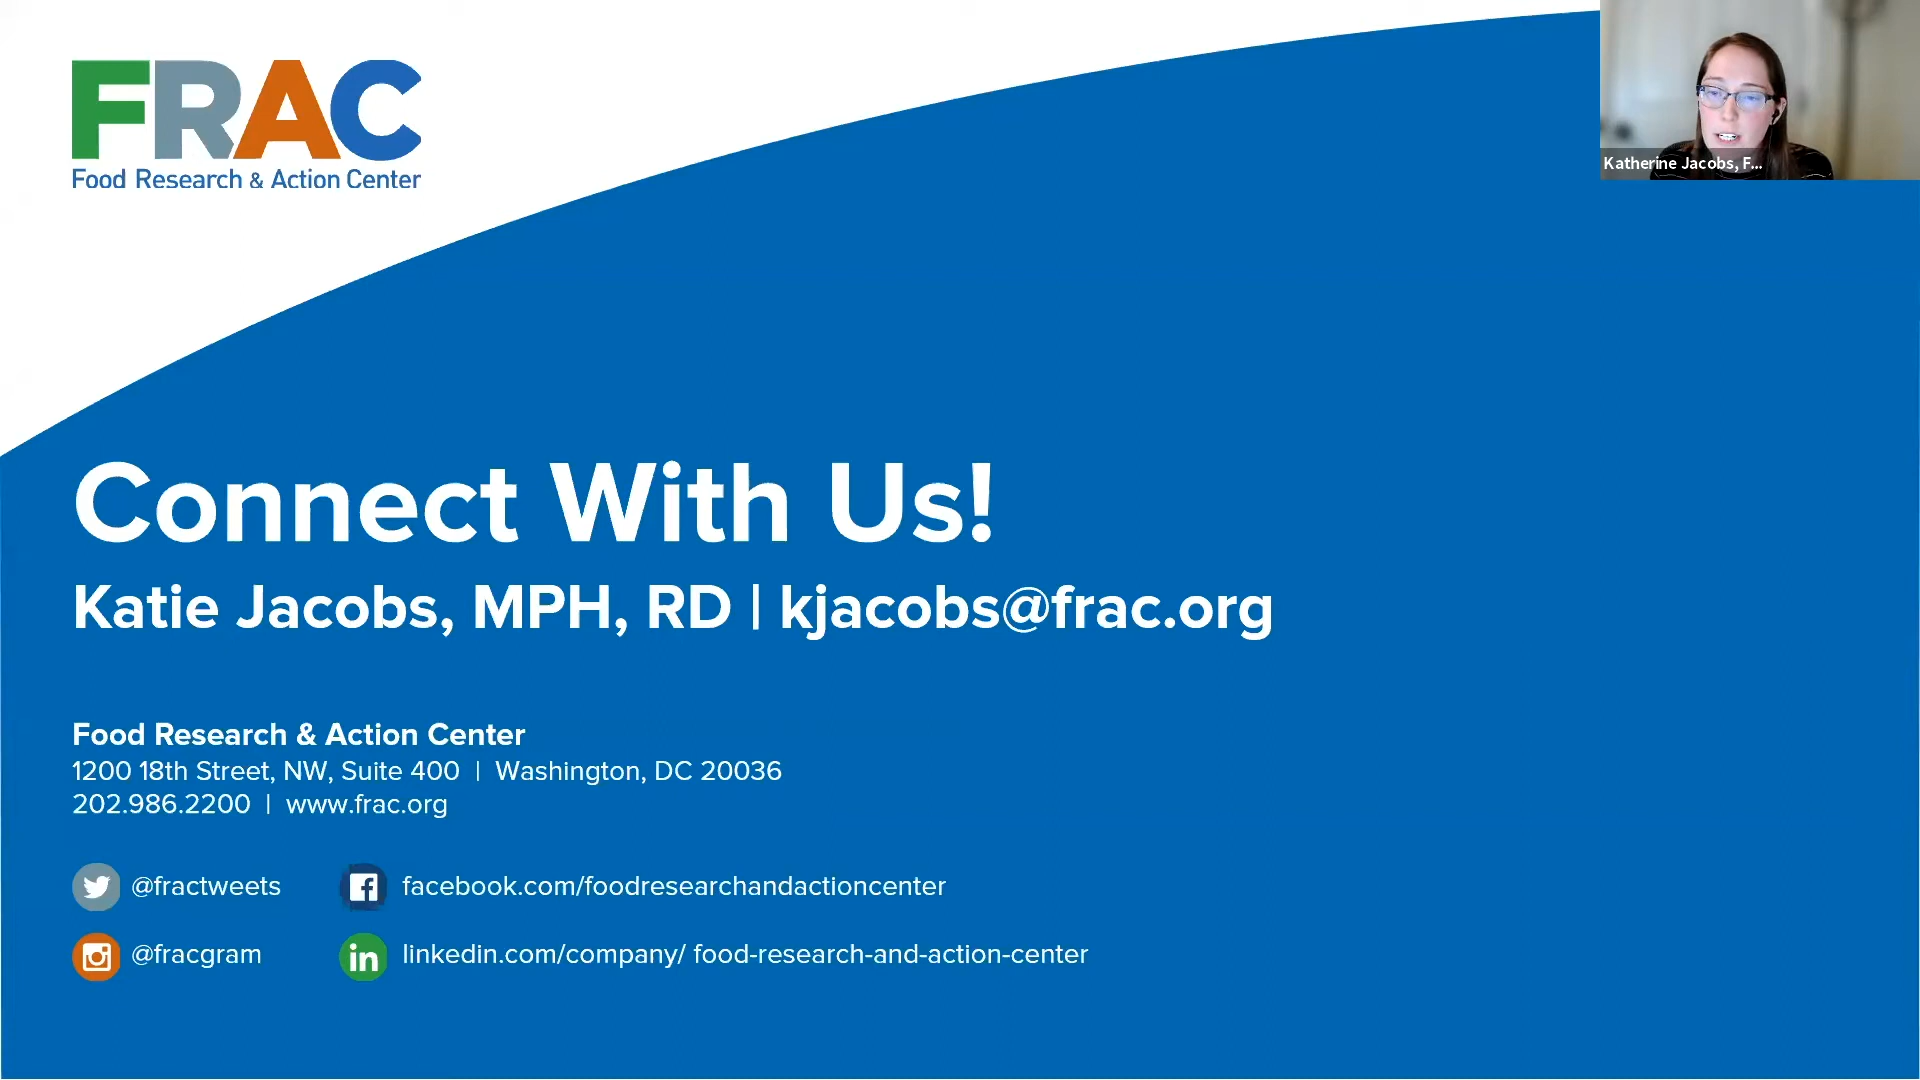 FRAC
Food Research & Action Center
Katherine Jacobs, F...
Connect With Us!
Katie Jacobs, MPH, RD | kjacobs@frac.org
Food Research & Action Center
1200 18th Street, NW, Suite 400 | Washington, DC 20036
202.986.2200 | www.frac.org
@fractweets
facebook.com/foodresearchandactioncenter
@fracgram
in
linkedin.com/company/ food-research-and-action-center